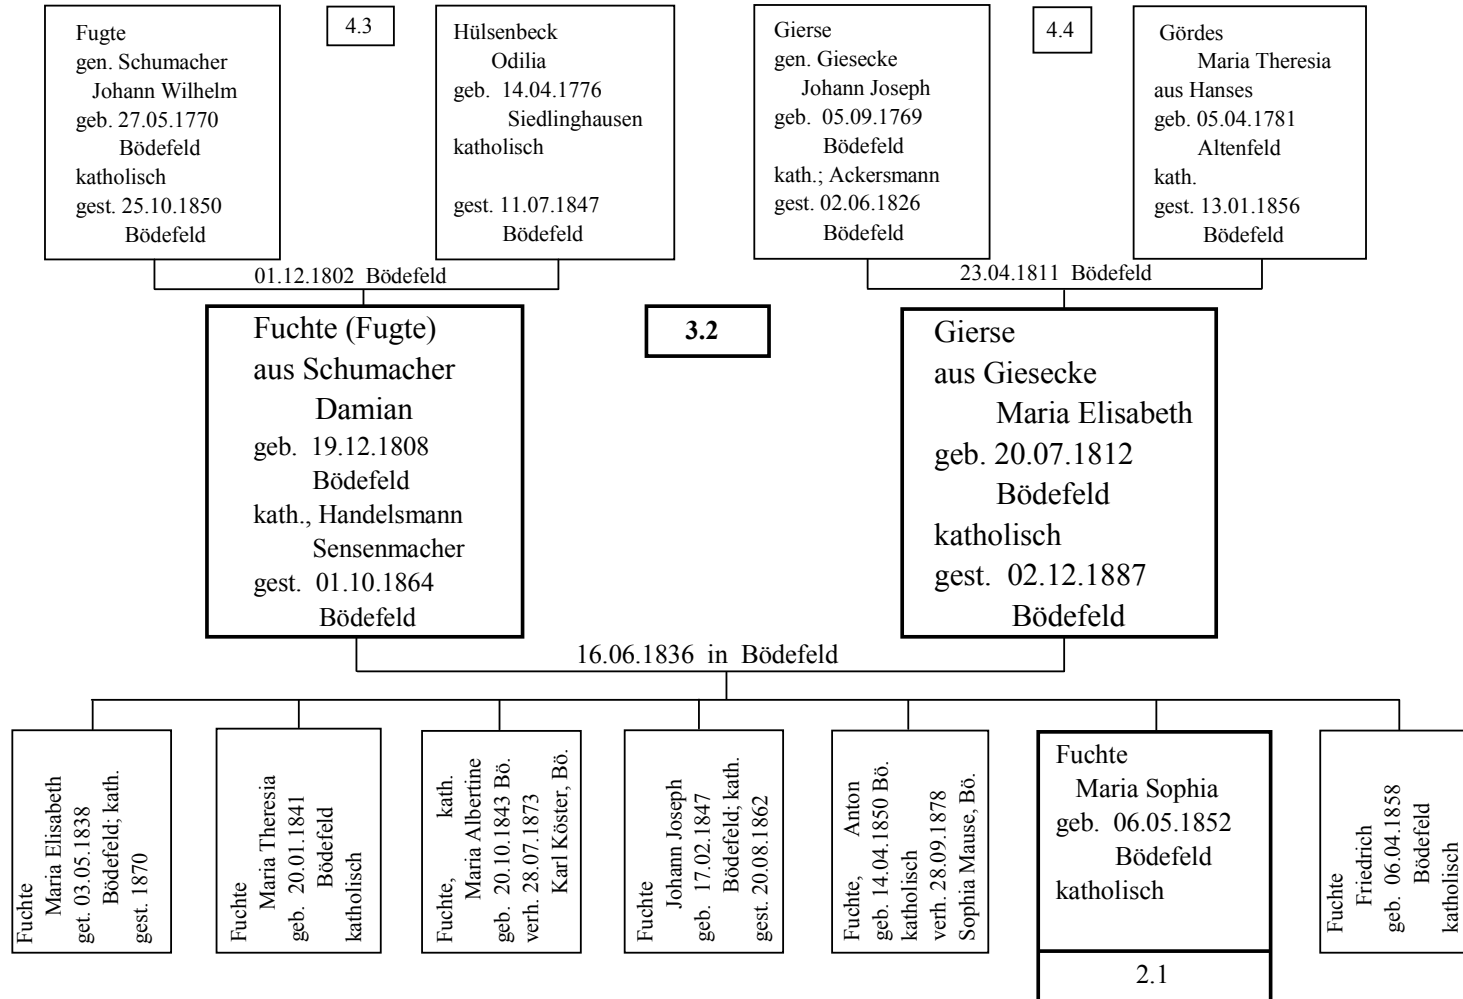 Fugte
gen. Schumacher
Johann Wilhelm
geb. 27.05.1770
Bödefeld
katholisch
gest. 25.10.1850
Bödefeld
4.3
Hülsenbeck
Odilia
geb. 14.04.1776
Siedlinghausen
katholisch
gest. 11.07.1847
Bödefeld
Gierse
gen. Giesecke
Johann Joseph
geb. 05.09.1769
Bödefeld
kath.; Ackersmann
gest. 02.06.1826
Bödefeld
4.4
Gördes
Maria Theresia
aus Hanses
geb. 05.04.1781
Altenfeld
kath.
gest. 13.01.1856
Bödefeld
01.12.1802 Bödefeld
23.04.1811 Bödefeld
Fuchte (Fugte)
aus Schumacher
Damian
geb. 19.12.1808
Bödefeld
kath., Handelsmann
Sensenmacher
gest. 01.10.1864
Bödefeld
3.2
Gierse
aus Giesecke
Maria Elisabeth
geb. 20.07.1812
Bödefeld
katholisch
gest. 02.12.1887
Bödefeld
16.06.1836 in Bödefeld
Fuchte
Maria Elisabeth
get. 03.05.1838
Bödefeld; kath.
gest. 1870
Fuchte
Maria Theresia
geb. 20.01.1841
Bödefeld
katholisch
Fuchte, kath.
Maria Albertine
geb. 20.10.1843 Bö.
verh. 28.07.1873
Karl Köster, Bö.
Fuchte
Johann Joseph
geb. 17.02.1847
Bödefeld; kath.
gest. 20.08.1862
Fuchte, Anton
geb. 14.04.1850 Bö.
katholisch
verh. 28.09.1878
Sophia Mause, Bö.
Fuchte
Maria Sophia
geb. 06.05.1852
Bödefeld
katholisch
2.1
Fuchte
Friedrich
geb. 06.04.1858
Bödefeld
katholisch